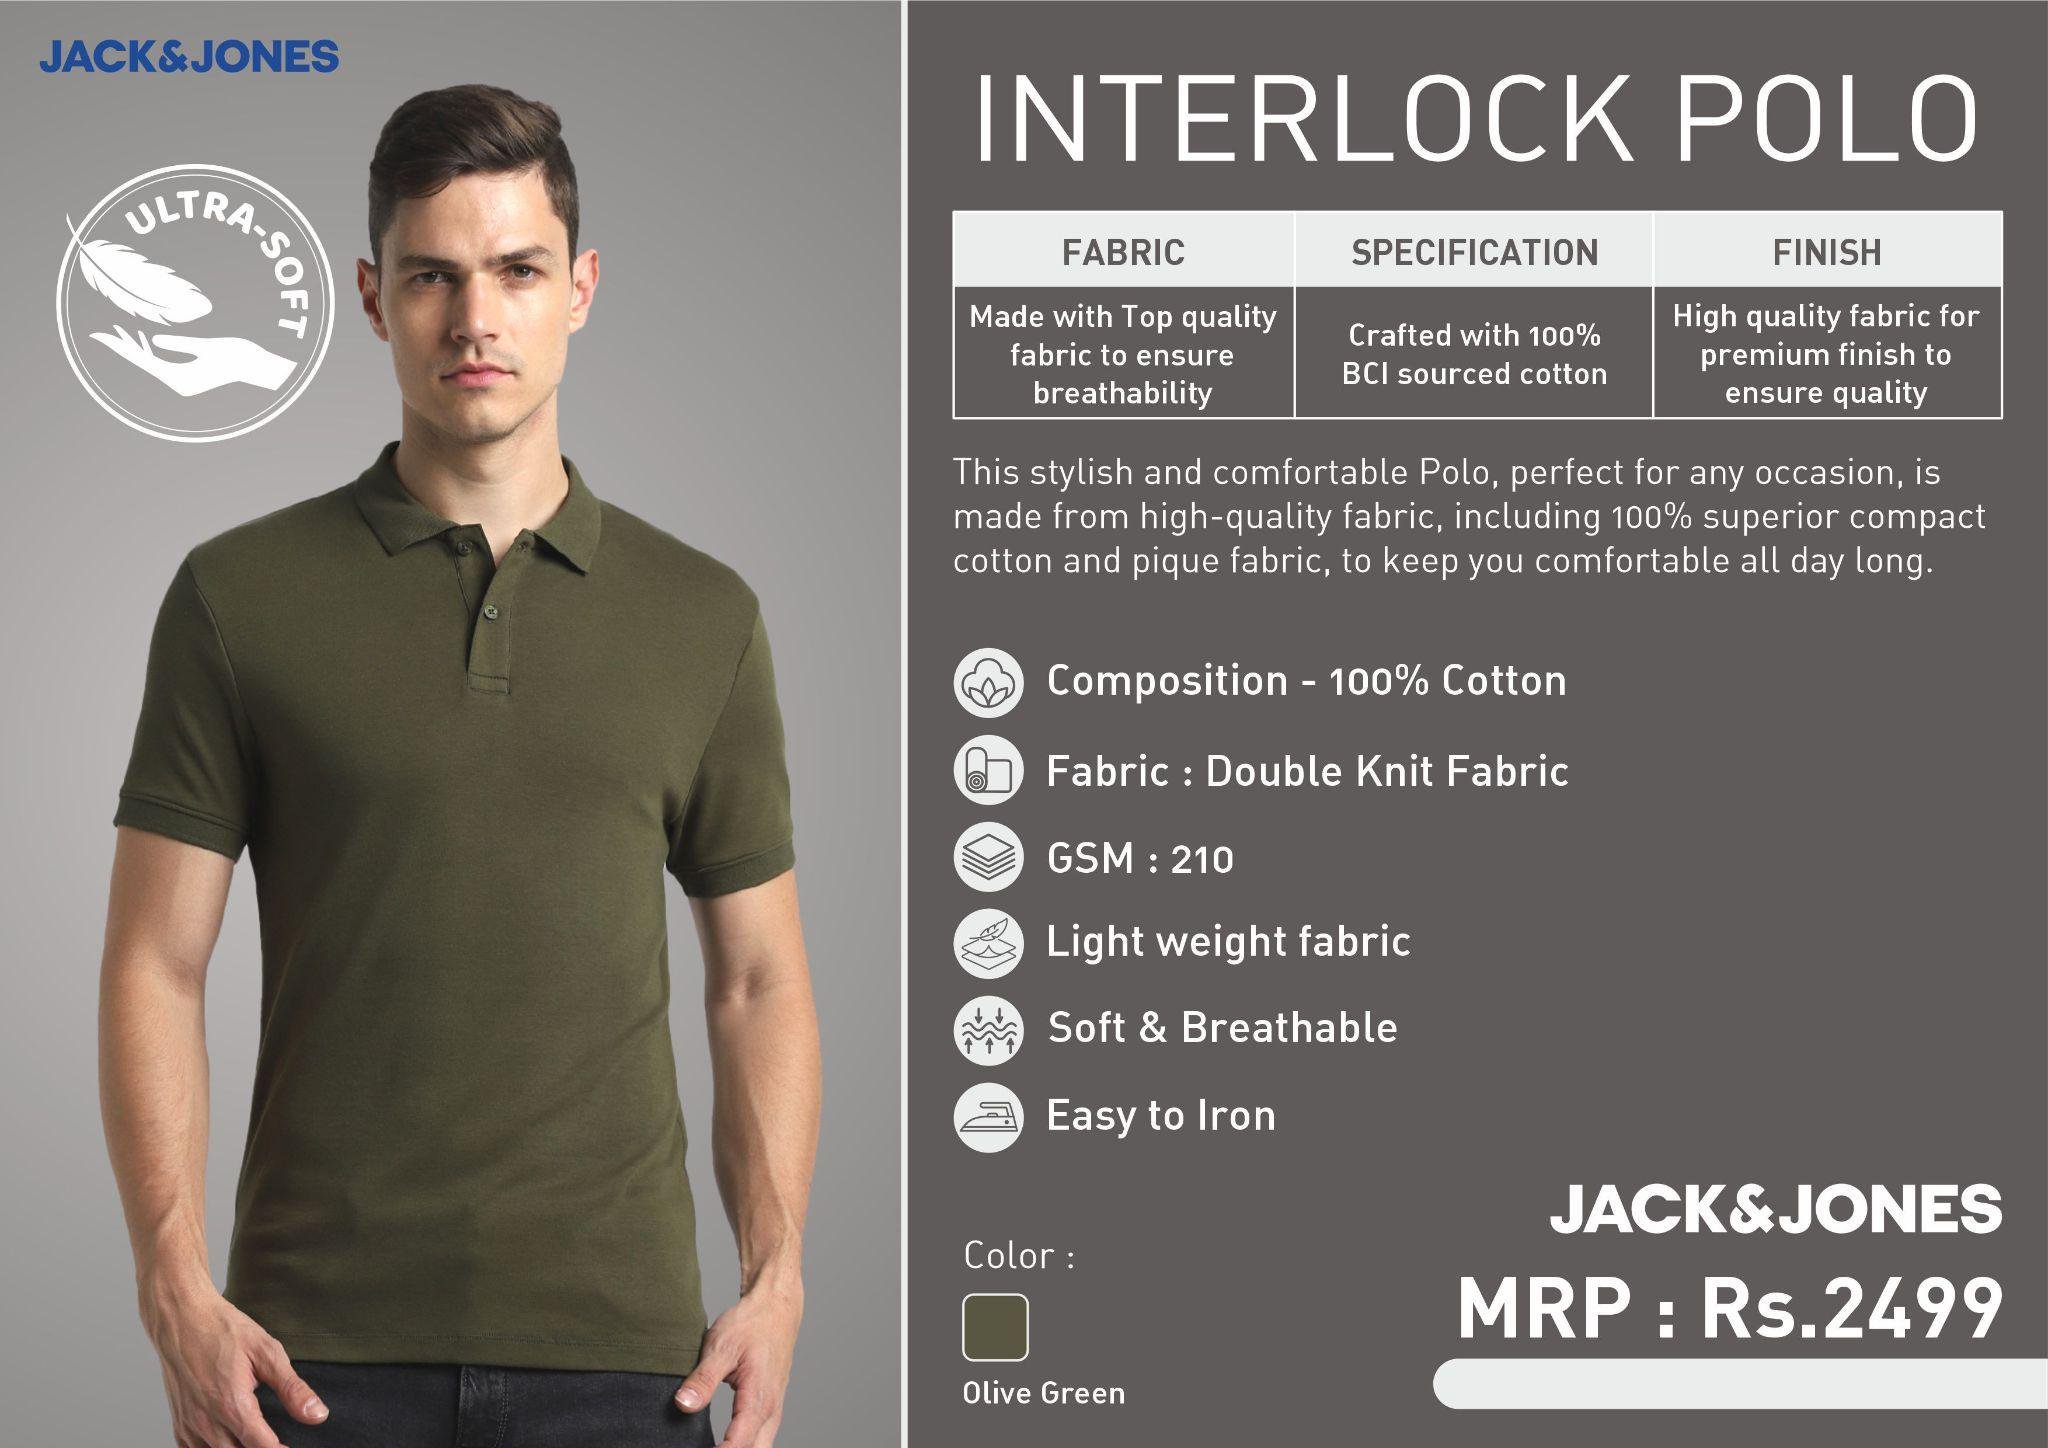 JACK&JONES
ULTRA-SOFT
INTERLOCK POLO
FABRIC
SPECIFICATION
FINISH
Made with Top quality
fabric to ensure
breathability
Crafted with 100%
BCI sourced cotton
High quality fabric for
premium finish to
ensure quality
This stylish and comfortable Polo, perfect for any occasion, is
made from high-quality fabric, including 100% superior compact
cotton and pique fabric, to keep you comfortable all day long.
Composition - 100% Cotton
Fabric : Double Knit Fabric
GSM : 210
Light weight fabric
Soft & Breathable
Easy to Iron
Color :
Olive Green
JACK&JONES
MRP : Rs.2499